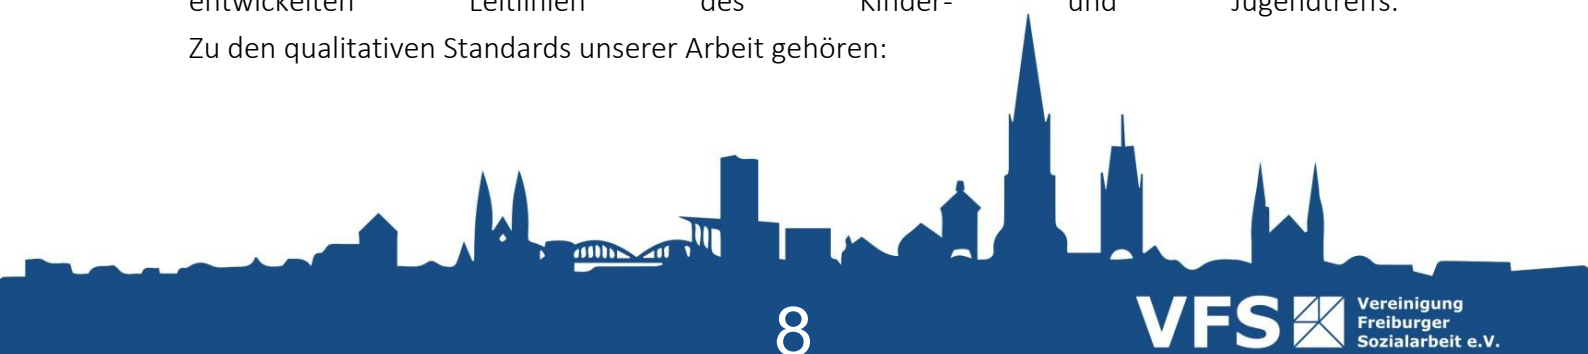 entwickelten Leitlinien des Kinder- und Jugendtreffs.
Zu den qualitativen Standards unserer Arbeit gehören:
8
VFS
Vereinigung
Freiburger
Sozialarbeit e.V.